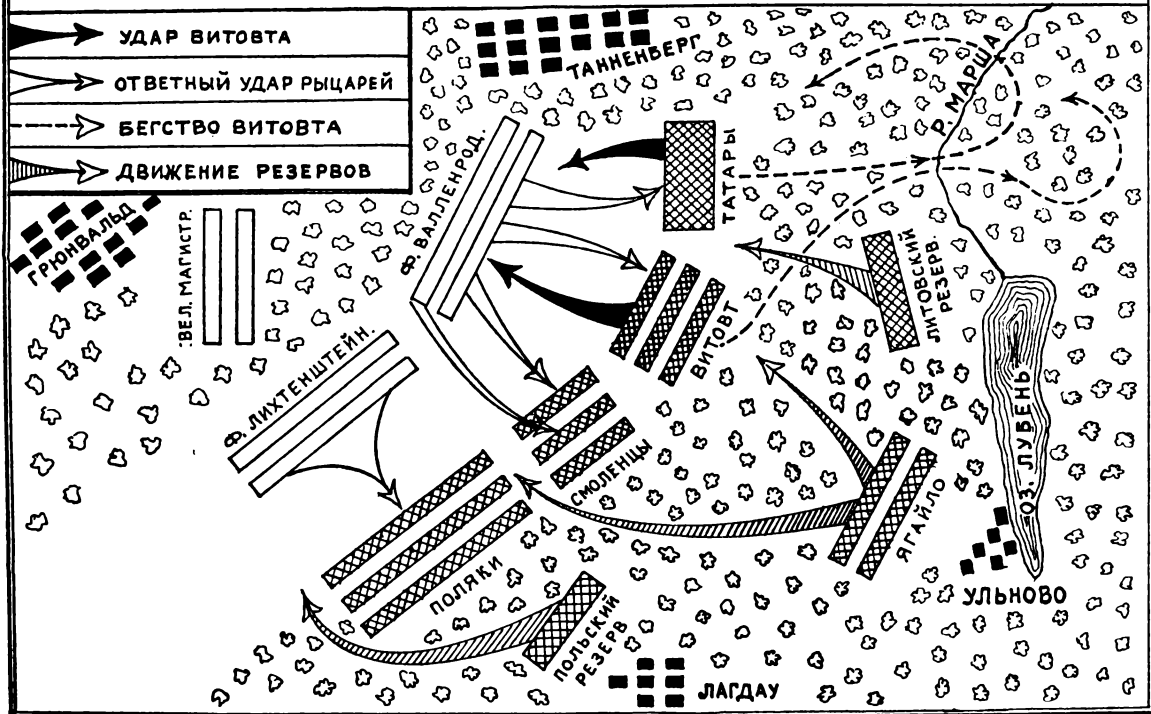 УДАР ВИТОВТА
ОТВЕТНЫЙ УДАР РЫЦАРЕЙ
БЕГСТВО ВИТОВТА
ДВИЖЕНИЕ РЕЗЕРВОВ
ТАННЕНБЕРГ
Р. МАРША
ГРЮНВАЛЬД
ВЕЛ. МАГИСТР.
Ф. ВАЛЛЕНРОД.
ТАТАРЫ
ЛИТОВСКИЙ
РЕЗЕРВ.
ВИТОВТ
Ф. ЛИХТЕНШТЕЙН.
СМОЛЕНЦЫ
ОЗ. ЛУБЕНЬ
ЯГАЙЛО
ПОЛЯКИ
УЛЬНОВО
ПОЛЬСКИЙ
РЕЗЕРВ
ЛАГДАУ